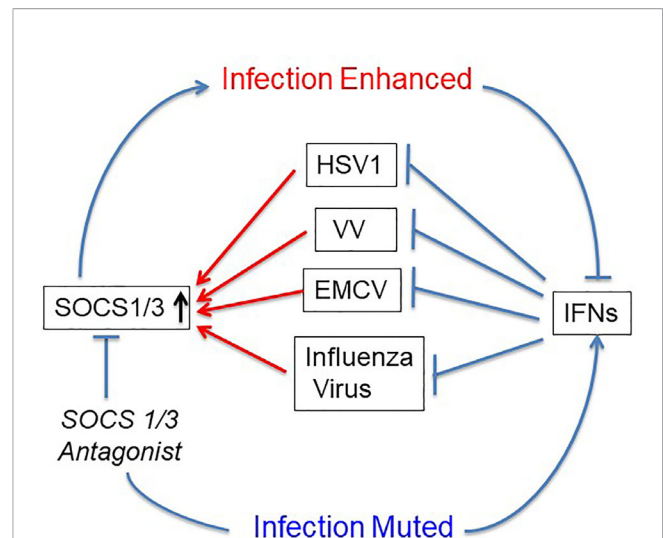 Infection Enhanced
HSV1
VV
EMCV
SOCS1/3
IFNs
Influenza
Virus
SOCS 1/3
Antagonist
Infection Muted